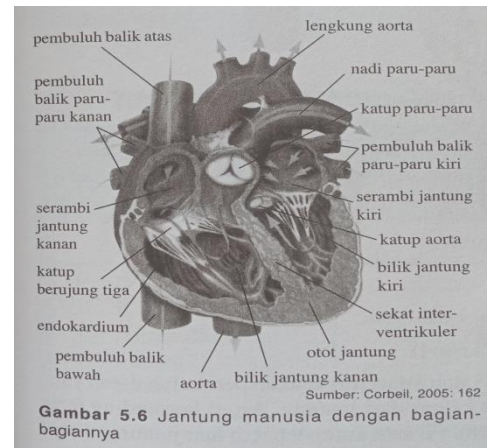 lengkung aorta
pembuluh balik atas
nadi paru-paru
pembuluh
balik paru-
paru kanan
katup paru-paru
pembuluh balik
paru-paru kiri
serambi
jantung
kanan
serambi jantung
kiri
katup aorta
katup
berujung tiga
bilik jantung
kiri
endokardium
sekat inter-
ventrikuler
pembuluh balik
bawah
otot jantung
aorta
bilik jantung kanan
Sumber: Corbeil, 2005: 162
Gambar 5.6 Jantung manusia dengan bagian-
bagiannya